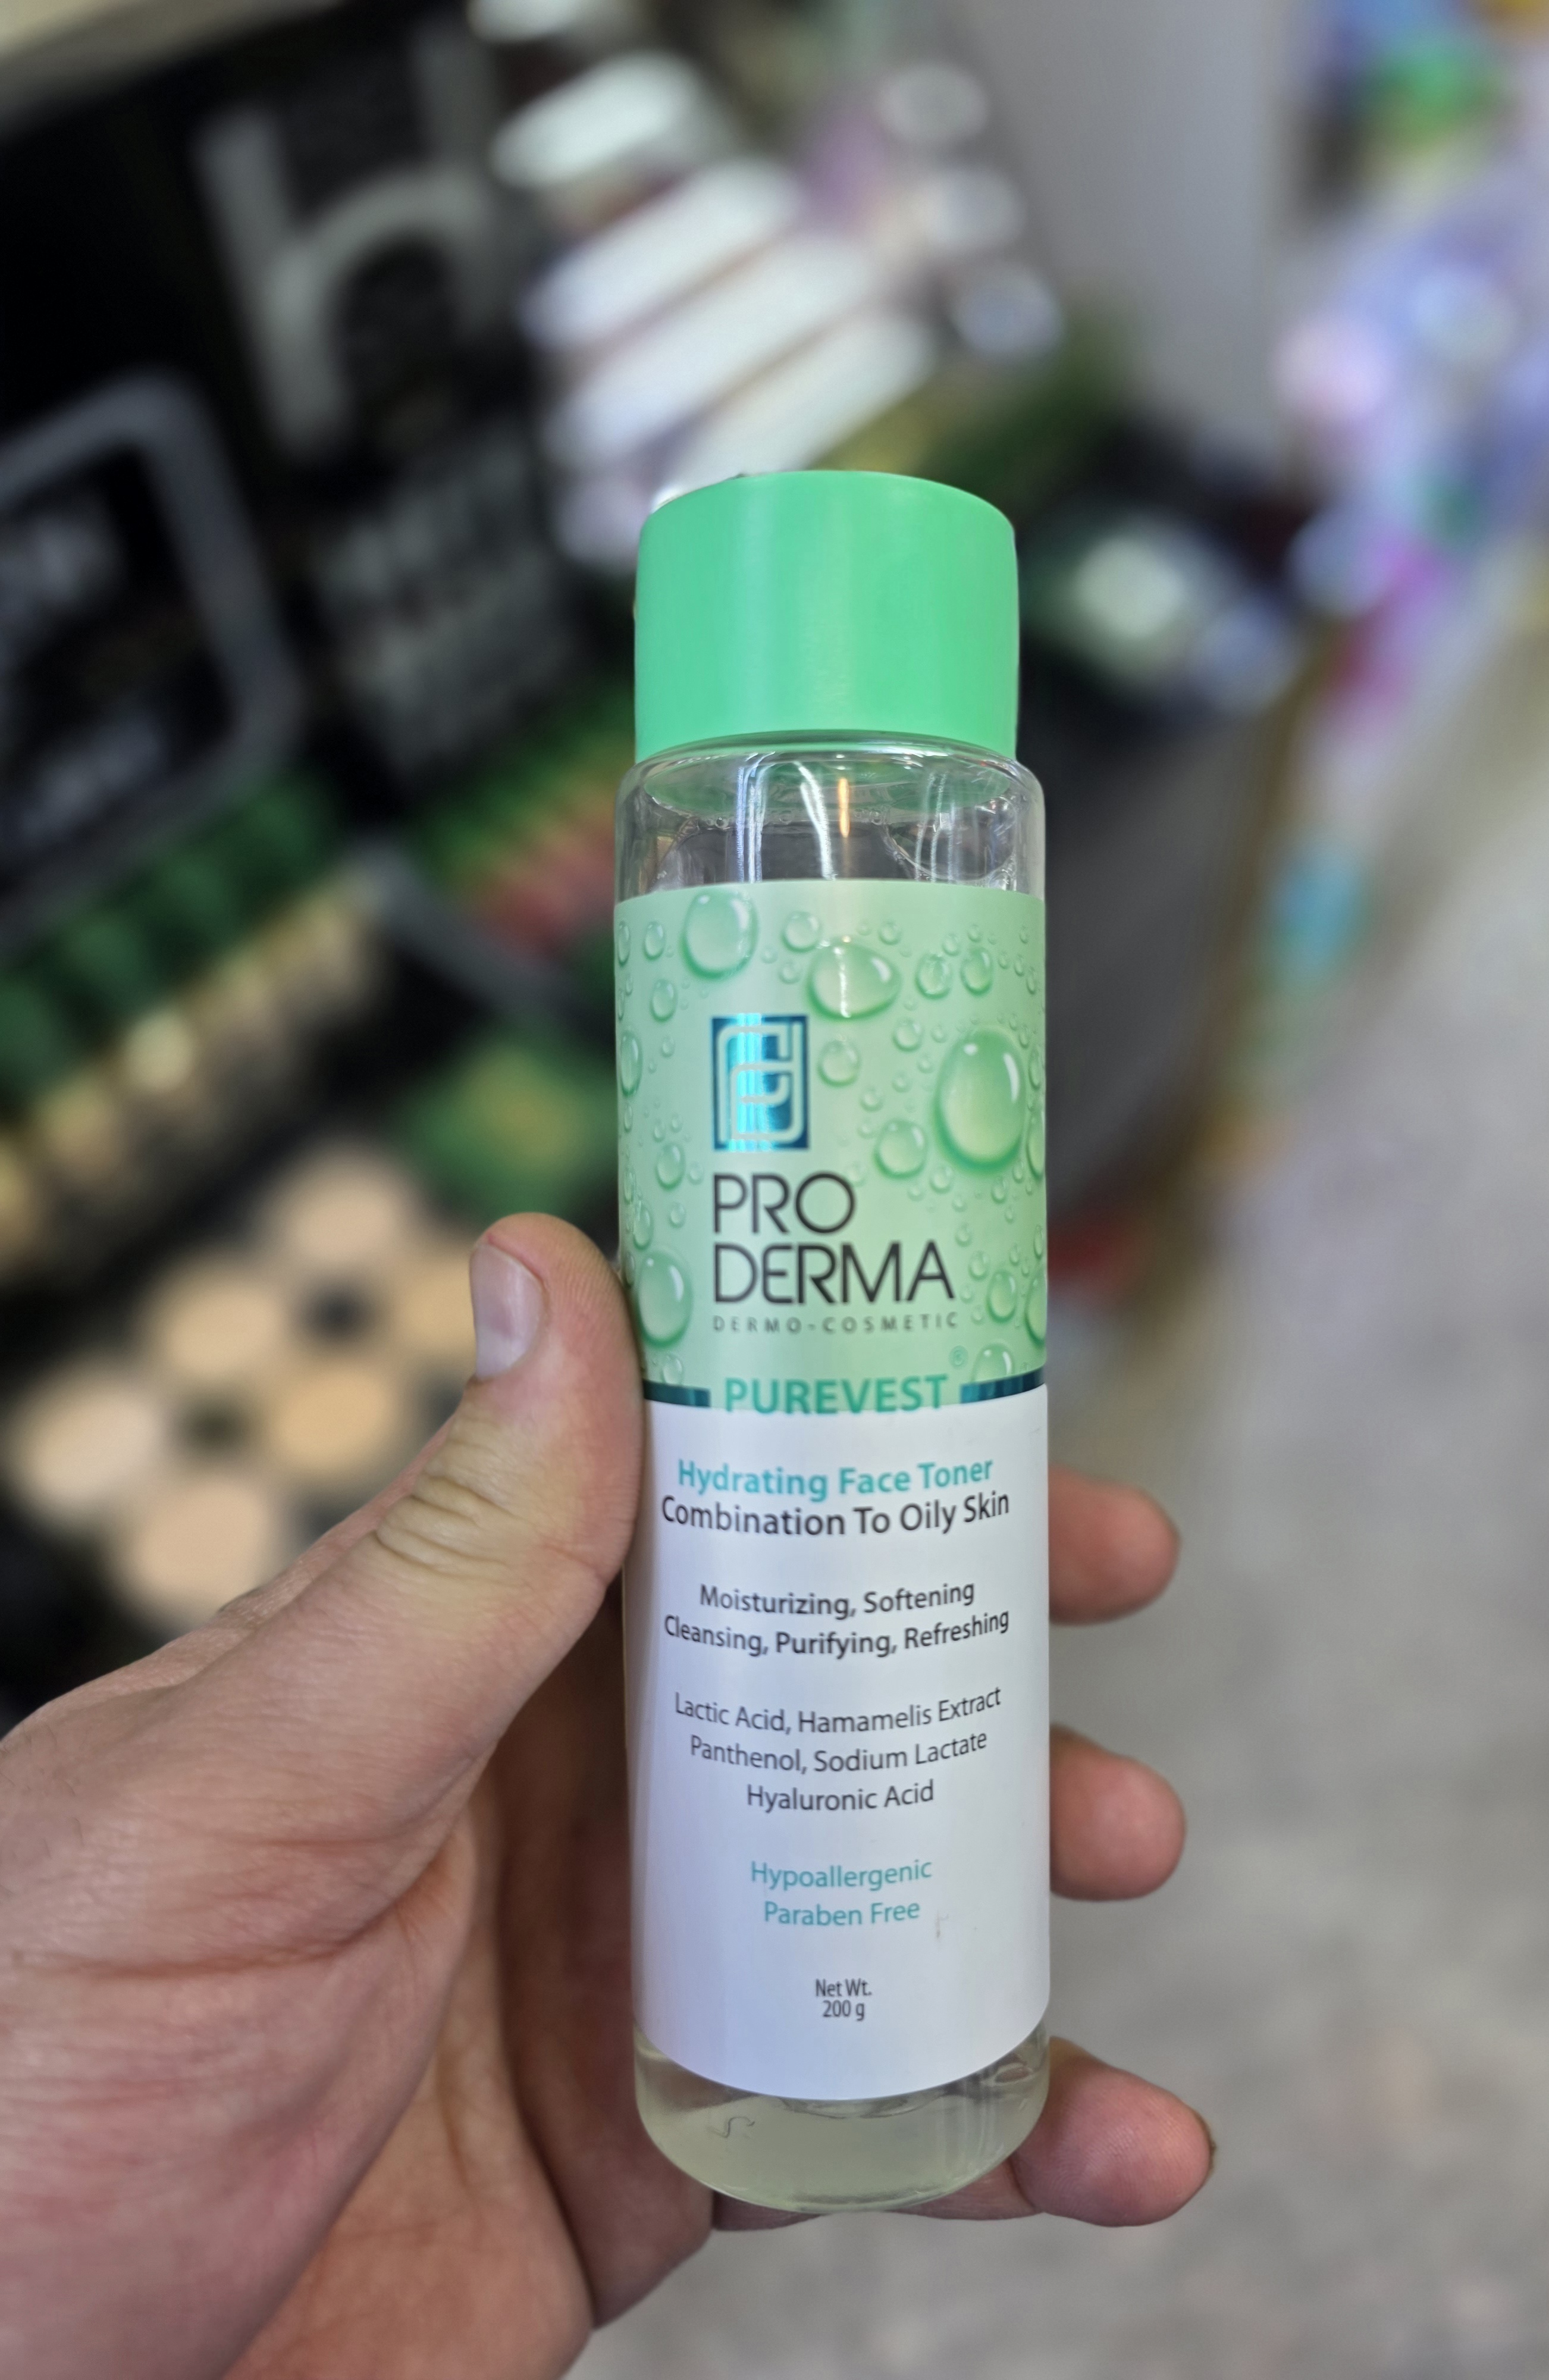 PRO
DERMA
DERMO-COSMETIC
PUREVEST®
Hydrating Face Toner
Combination To Oily Skin
Moisturizing, Softening
Cleansing, Purifying, Refreshing
Lactic Acid, Hamamelis Extract
Panthenol, Sodium Lactate
Hyaluronic Acid
Hypoallergenic
Paraben Free
Net Wt.
200 g